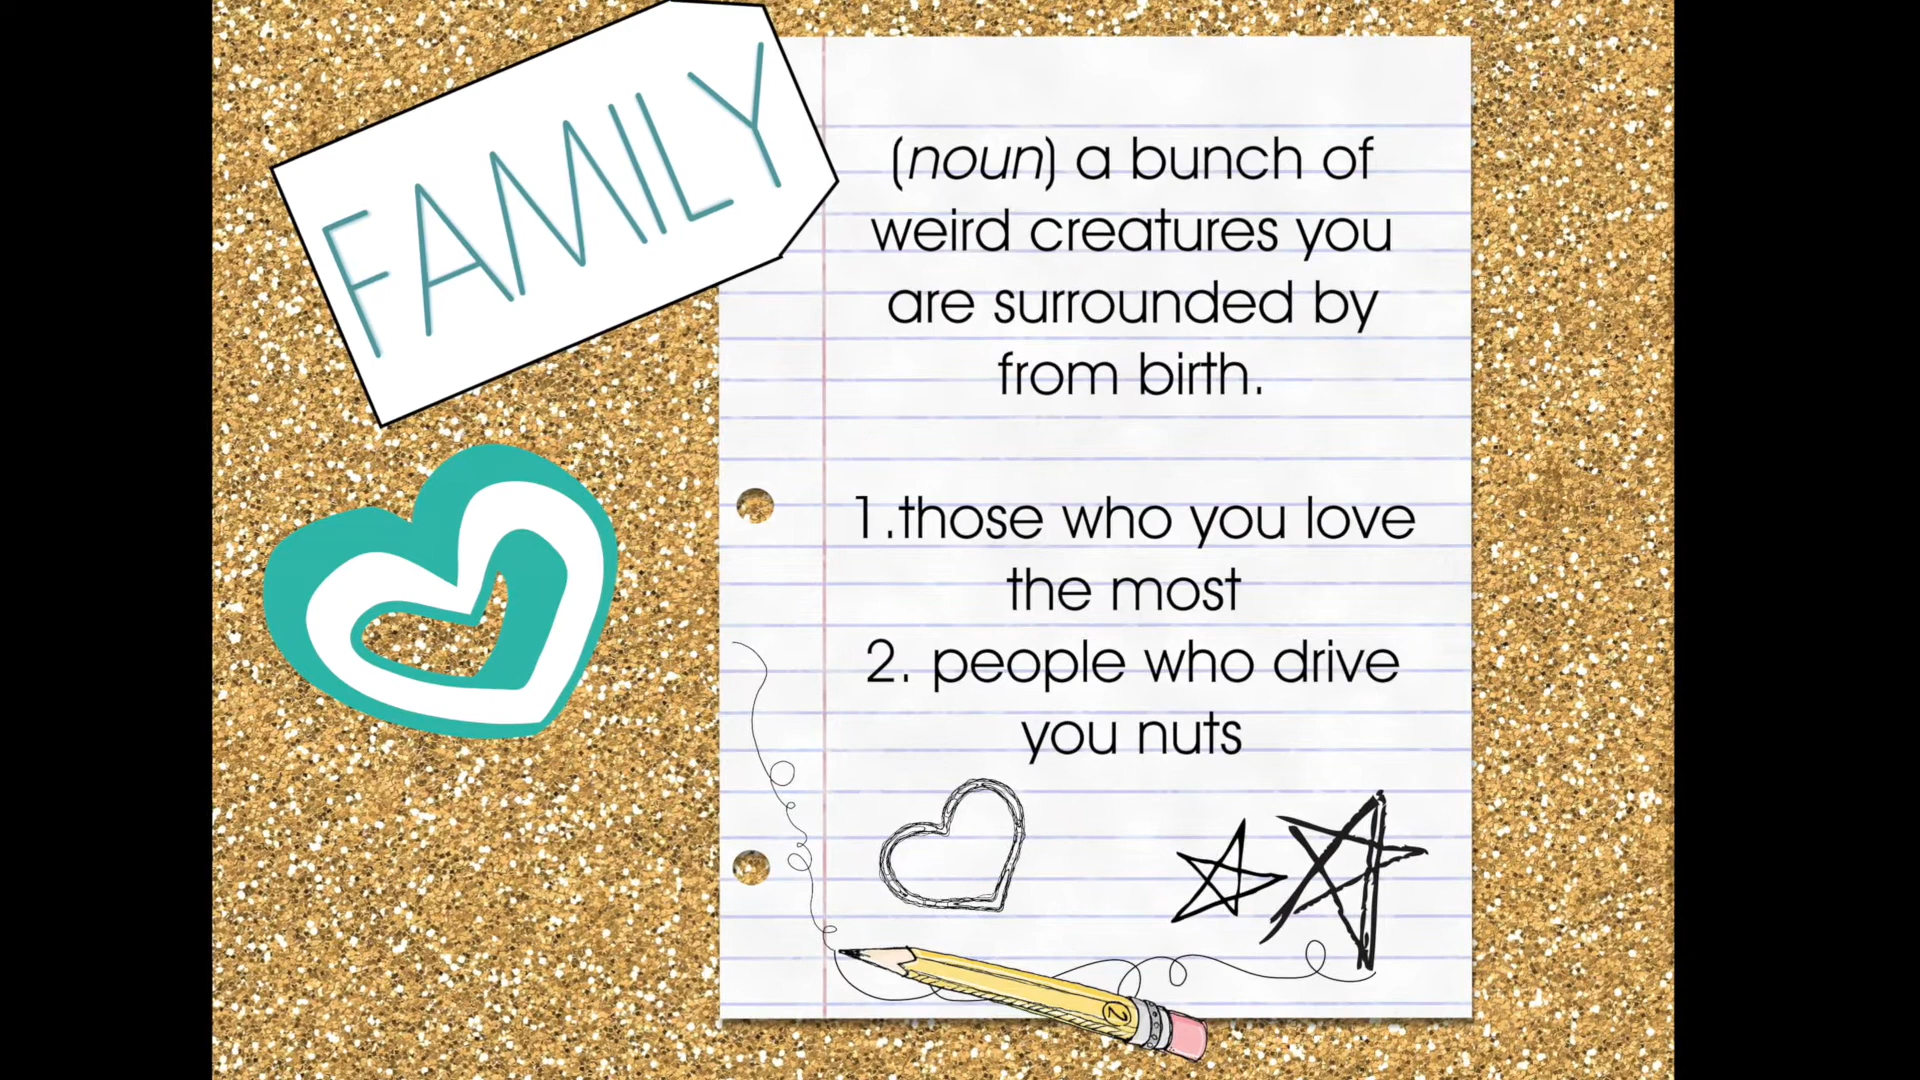 FAMILY
(noun) a bunch of
weird creatures you
are surrounded by
from birth.
1.those who you love
the most
2. people who drive
you nuts
2